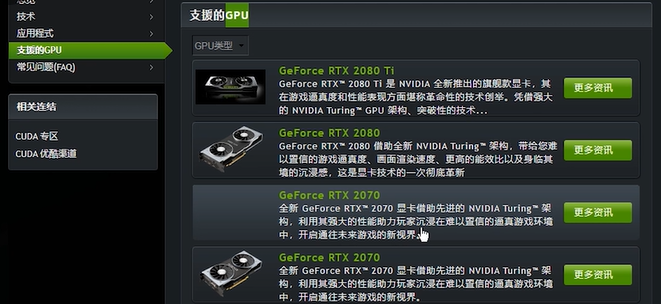 总览
技术
应用程式
支援的GPU
常见问题(FAQ)
相关连结
CUDA 专区
CUDA 优酷渠道
支援的GPU
GPU类型
GeForce RTX 2080 Ti
GeForce RTX™ 2080 Ti 是 NVIDIA 全新推出的旗舰款显卡，其
在游戏逼真度和性能表现方面堪称革命性的技术创举。凭借强大
的 NVIDIA Turing™ GPU 架构、突破性的技术...
更多资讯
GeForce RTX 2080
GeForce RTX™ 2080 借助全新 NVIDIA Turing™ 架构，带给您难
以置信的游戏逼真度、画面渲染速度、更高的能效比以及身临其
境的沉浸感，这是显卡技术的一次彻底革新
更多资讯
GeForce RTX 2070
全新 GeForce RTX™ 2070 显卡借助先进的 NVIDIA Turing™ 架
构，利用其强大的性能助力玩家沉浸在难以置信的逼真游戏环境
中，开启通往未来游戏的新视界。
更多资讯
GeForce RTX 2070
全新 GeForce RTX™ 2070 显卡借助先进的 NVIDIA Turing™ 架
构，利用其强大的性能助力玩家沉浸在难以置信的逼真游戏环境
中，开启通往未来游戏的新视界。
更多资讯